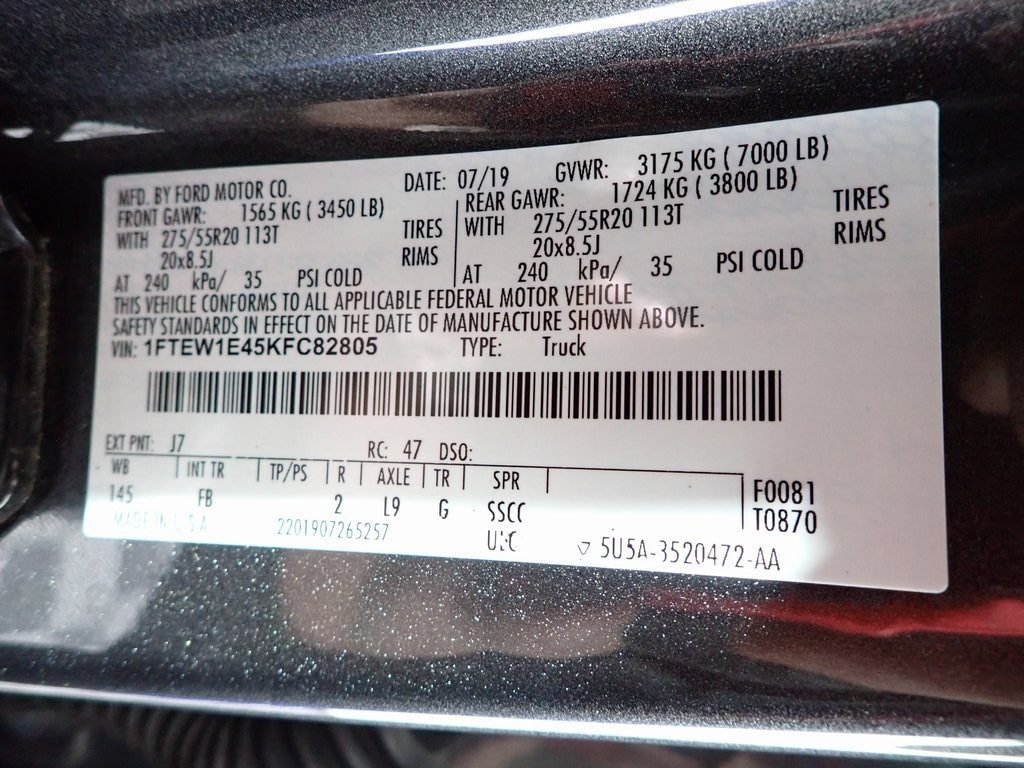 MFD. BY FORD MOTOR CO. DATE: 07/19 GVWR: 3175 KG ( 7000 LB)
FRONT GAWR: 1565 KG ( 3450 LB) REAR GAWR: 1724 KG ( 3800 LB)
WITH 275/55R20 113T TIRES WITH 275/55R20 113T TIRES
20x8.5J RIMS 20x8.5J RIMS
AT 240 kPa/ 35 PSI COLD AT 240 kPa/ 35 PSI COLD
THIS VEHICLE CONFORMS TO ALL APPLICABLE FEDERAL MOTOR VEHICLE
SAFETY STANDARDS IN EFFECT ON THE DATE OF MANUFACTURE SHOWN ABOVE.
VIN: 1FTEW1E45KFC82805 TYPE: Truck
EXT PNT: J7 RC: 47 DSO:
WB INT TR TP/PS R AXLE TR SPR F0081
145 FB 2 L9 G SSCC T0870
MADE IN U.S.A 2201907265257
▽ 5U5A-3520472-AA